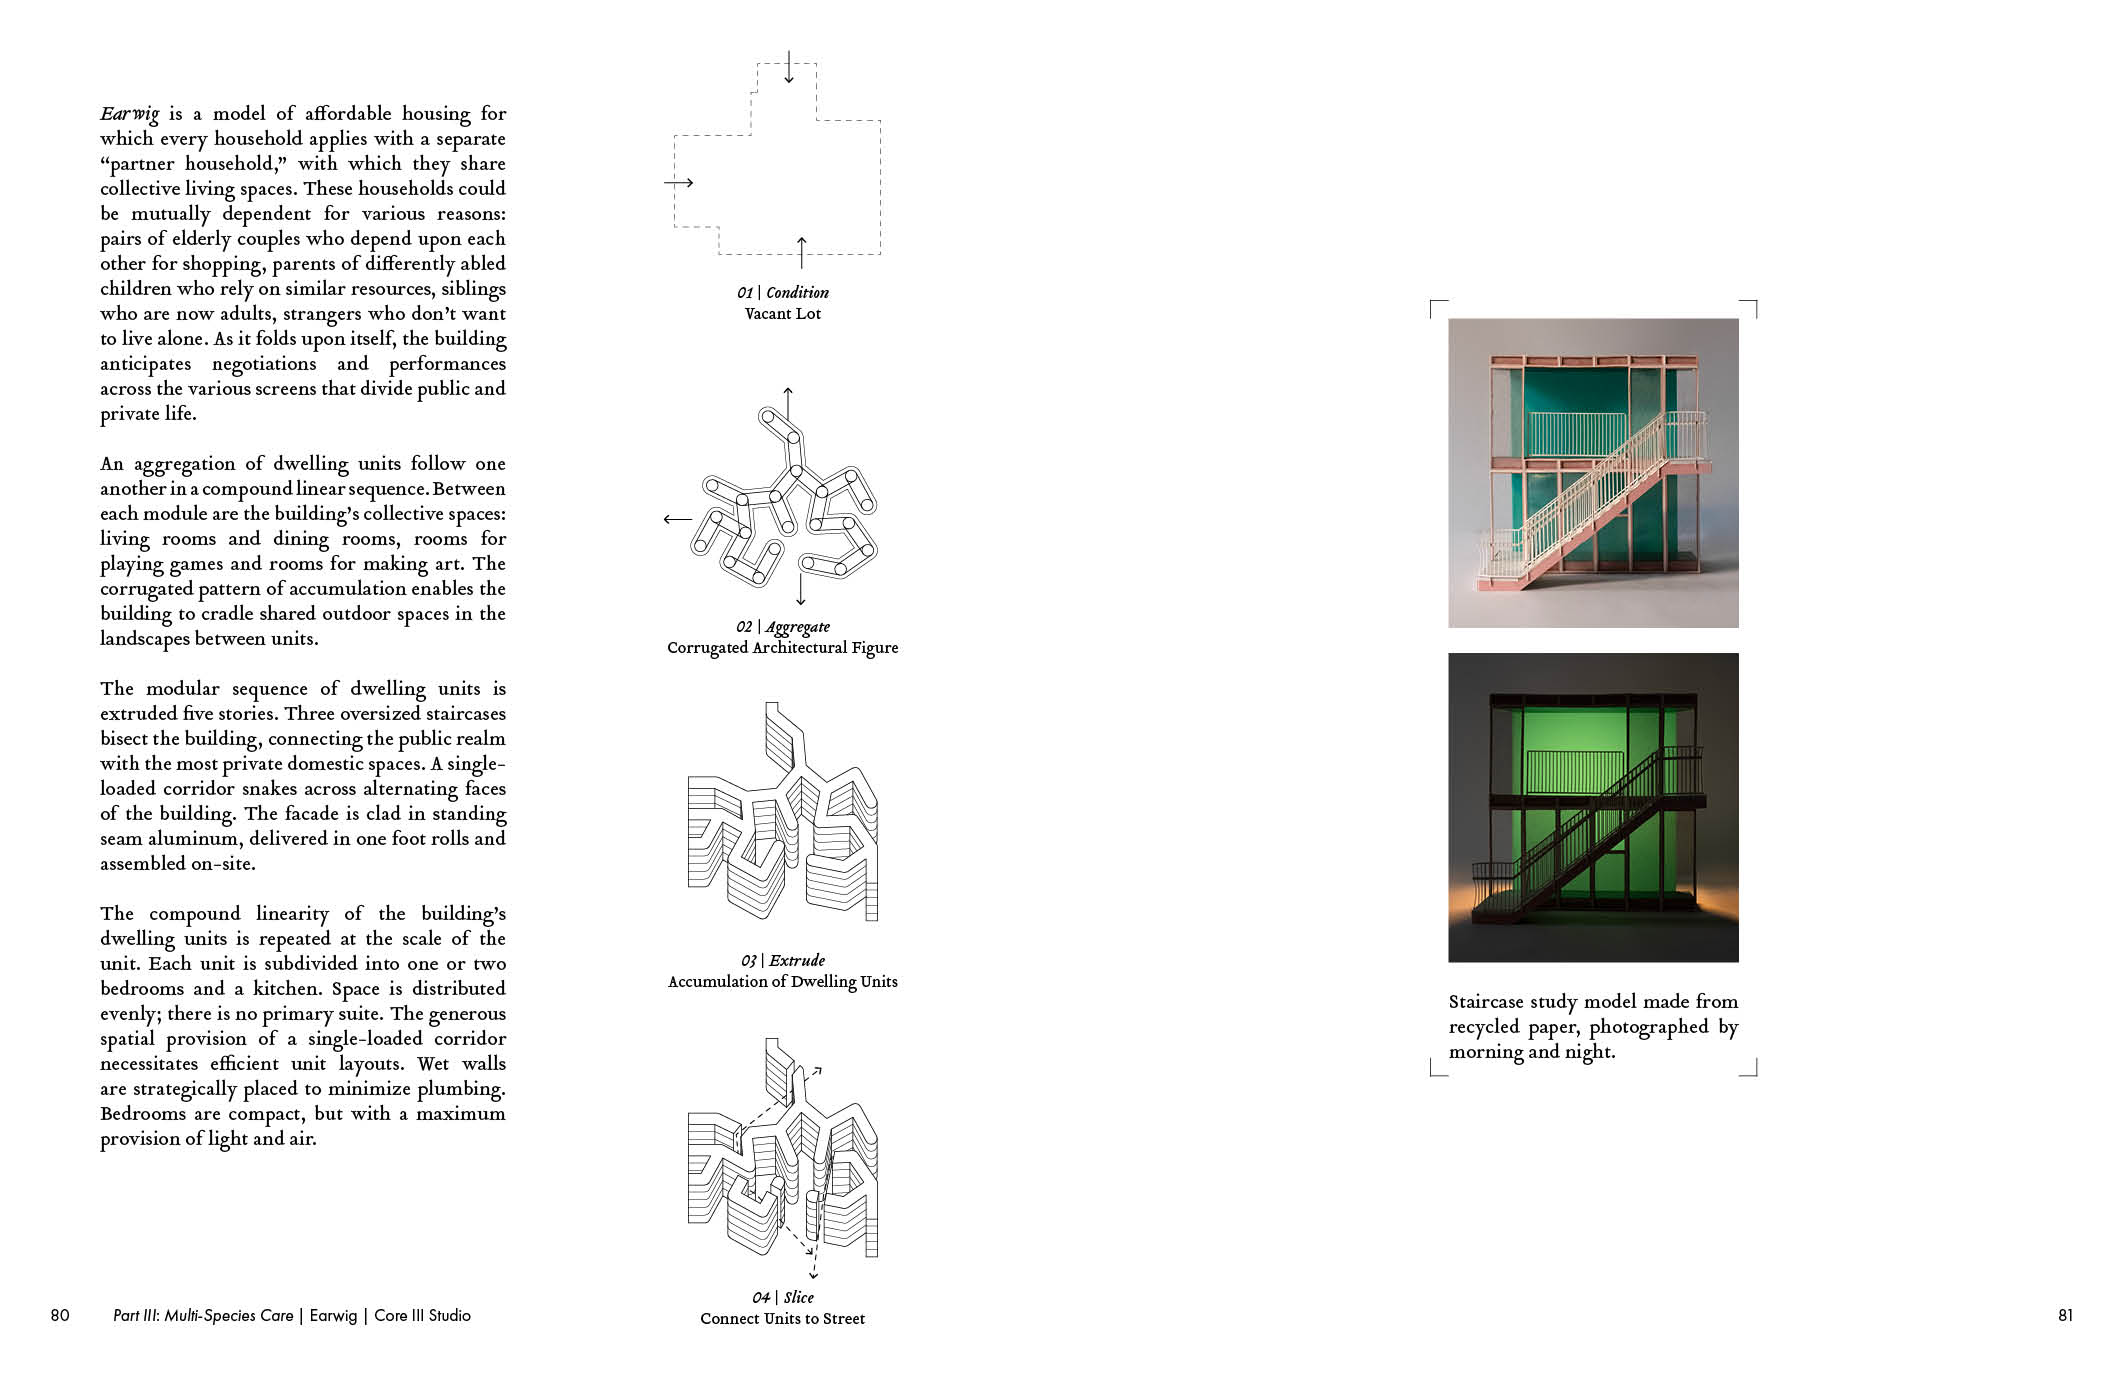 Earwig is a model of affordable housing for
which every household applies with a separate
“partner household,” with which they share
collective living spaces. These households could
be mutually dependent for various reasons:
pairs of elderly couples who depend upon each
other for shopping, parents of differently abled
children who rely on similar resources, siblings
who are now adults, strangers who don’t want
to live alone. As it folds upon itself, the building
anticipates negotiations and performances
across the various screens that divide public and
private life.
An aggregation of dwelling units follow one
another in a compound linear sequence. Between
each module are the building’s collective spaces:
living rooms and dining rooms, rooms for
playing games and rooms for making art. The
corrugated pattern of accumulation enables the
building to cradle shared outdoor spaces in the
landscapes between units.
The modular sequence of dwelling units is
extruded five stories. Three oversized staircases
bisect the building, connecting the public realm
with the most private domestic spaces. A single-
loaded corridor snakes across alternating faces
of the building. The facade is clad in standing
seam aluminum, delivered in one foot rolls and
assembled on-site.
The compound linearity of the building’s
dwelling units is repeated at the scale of the
unit. Each unit is subdivided into one or two
bedrooms and a kitchen. Space is distributed
evenly; there is no primary suite. The generous
spatial provision of a single-loaded corridor
necessitates efficient unit layouts. Wet walls
are strategically placed to minimize plumbing.
Bedrooms are compact, but with a maximum
provision of light and air.
01 | Condition
Vacant Lot
02 | Aggregate
Corrugated Architectural Figure
03 | Extrude
Accumulation of Dwelling Units
04 | Slice
Connect Units to Street
Staircase study model made from
recycled paper, photographed by
morning and night.
80 Part III: Multi-Species Care | Earwig | Core III Studio
81